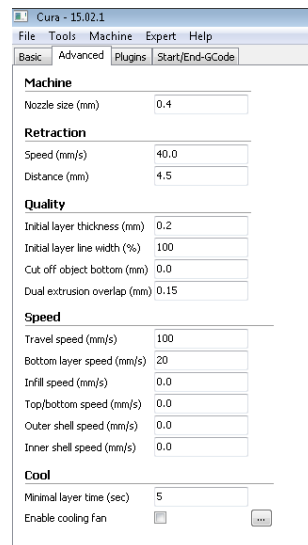 Cura - 15.02.1
File Tools Machine Expert Help
Basic Advanced Plugins Start/End-GCode
Machine
Nozzle size (mm) 0.4
Retraction
Speed (mm/s) 40.0
Distance (mm) 4.5
Quality
Initial layer thickness (mm) 0.2
Initial layer line width (%) 100
Cut off object bottom (mm) 0.0
Dual extrusion overlap (mm) 0.15
Speed
Travel speed (mm/s) 100
Bottom layer speed (mm/s) 20
Infill speed (mm/s) 0.0
Top/bottom speed (mm/s) 0.0
Outer shell speed (mm/s) 0.0
Inner shell speed (mm/s) 0.0
Cool
Minimal layer time (sec) 5
Enable cooling fan ...